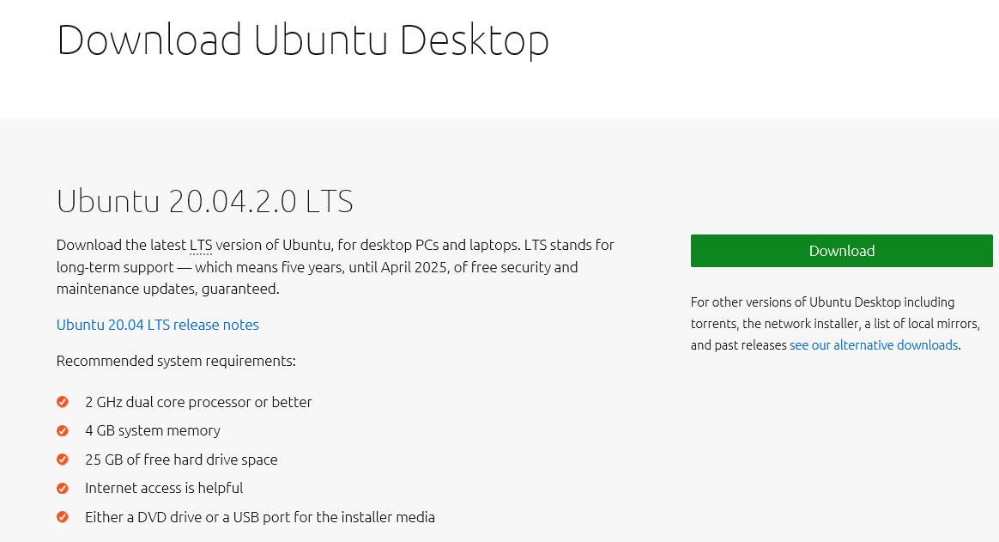 Download Ubuntu Desktop
Ubuntu 20.04.2.0 LTS
Download the latest LTS version of Ubuntu, for desktop PCs and laptops. LTS stands for
long-term support — which means five years, until April 2025, of free security and
maintenance updates, guaranteed.
Ubuntu 20.04 LTS release notes
Recommended system requirements:
2 GHz dual core processor or better
4 GB system memory
25 GB of free hard drive space
Internet access is helpful
Either a DVD drive or a USB port for the installer media
Download
For other versions of Ubuntu Desktop including
torrents, the network installer, a list of local mirrors,
and past releases see our alternative downloads.